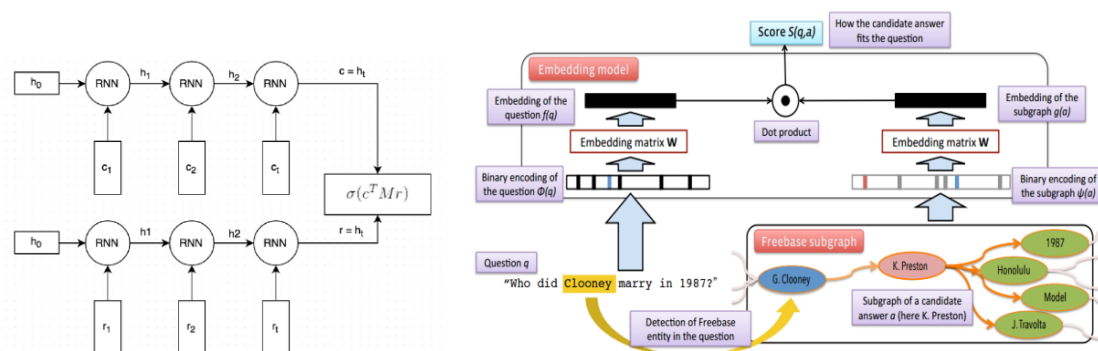 h₀
RNN
h₁
RNN
h₂
RNN
c = hₜ
c₁
c₂
cₜ
σ(cᵀMr)
h₀
RNN
h1
RNN
h2
RNN
r = hₜ
r₁
r₂
rₜ
Score S(q,a)
How the candidate answer
fits the question
Embedding model
Embedding of the
question f(q)
Dot product
Embedding of the
subgraph g(a)
Embedding matrix W
Embedding matrix W
Binary encoding of
the question Φ(q)
Binary encoding of
the subgraph ψ(a)
Freebase subgraph
Question q
“Who did Clooney marry in 1987?”
Detection of Freebase
entity in the question
G. Clooney
K. Preston
1987
Honolulu
Model
J. Travolta
Subgraph of a candidate
answer a (here K. Preston)